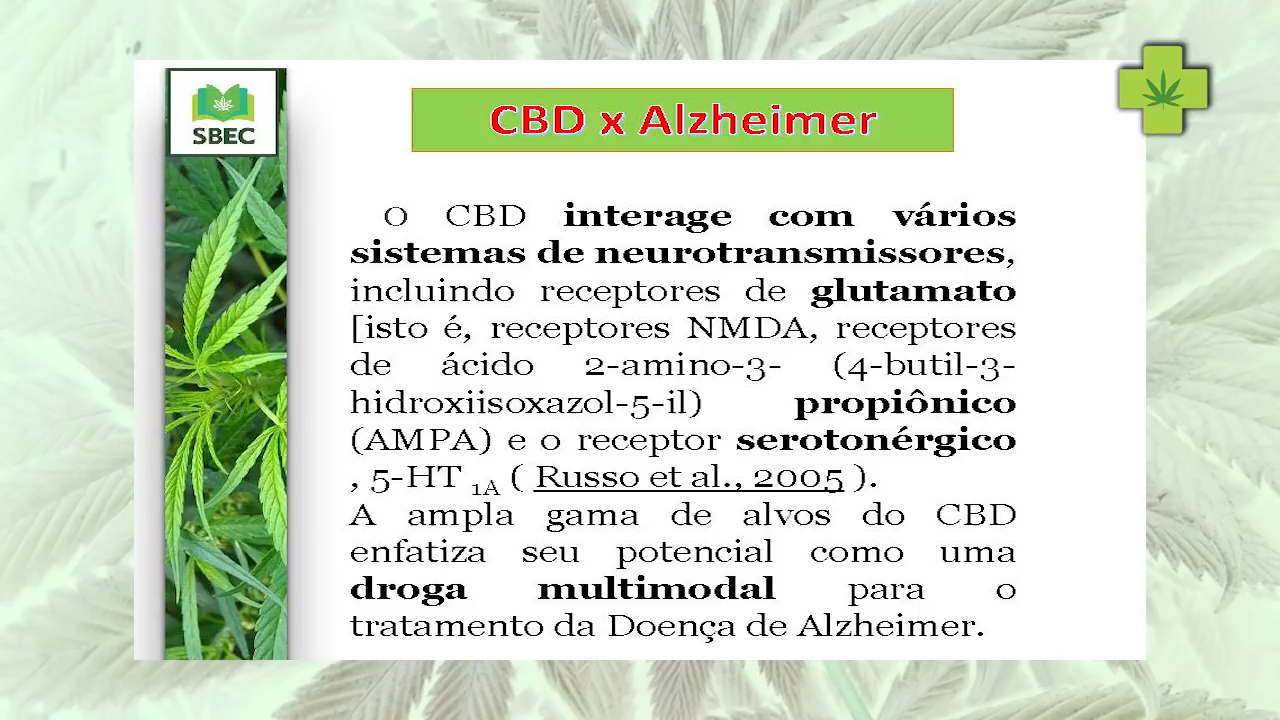 SBEC
CBD x Alzheimer
O CBD interage com vários
sistemas de neurotransmissores,
incluindo receptores de glutamato
[isto é, receptores NMDA, receptores
de ácido 2-amino-3- (4-butil-3-
hidroxiisoxazol-5-il) propiônico
(AMPA) e o receptor serotonérgico
, 5-HT 1A ( Russo et al., 2005 ).
A ampla gama de alvos do CBD
enfatiza seu potencial como uma
droga multimodal para o
tratamento da Doença de Alzheimer.